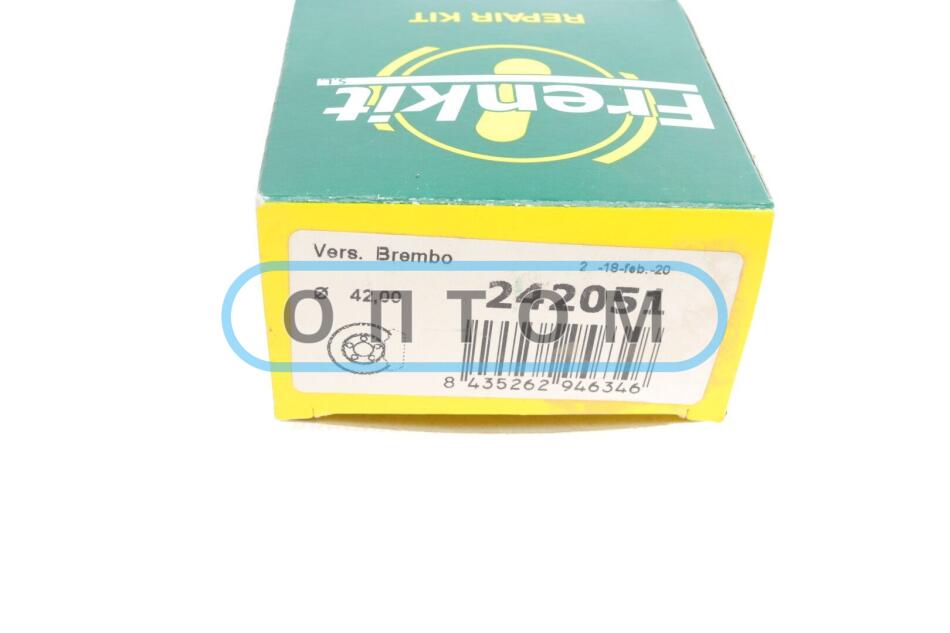 REPAIR KIT
Frenkit
S.L.
Vers. Brembo
2 -18-feb.-20
Ø 42,00
242051
ОПТОМ
8 435262 946346